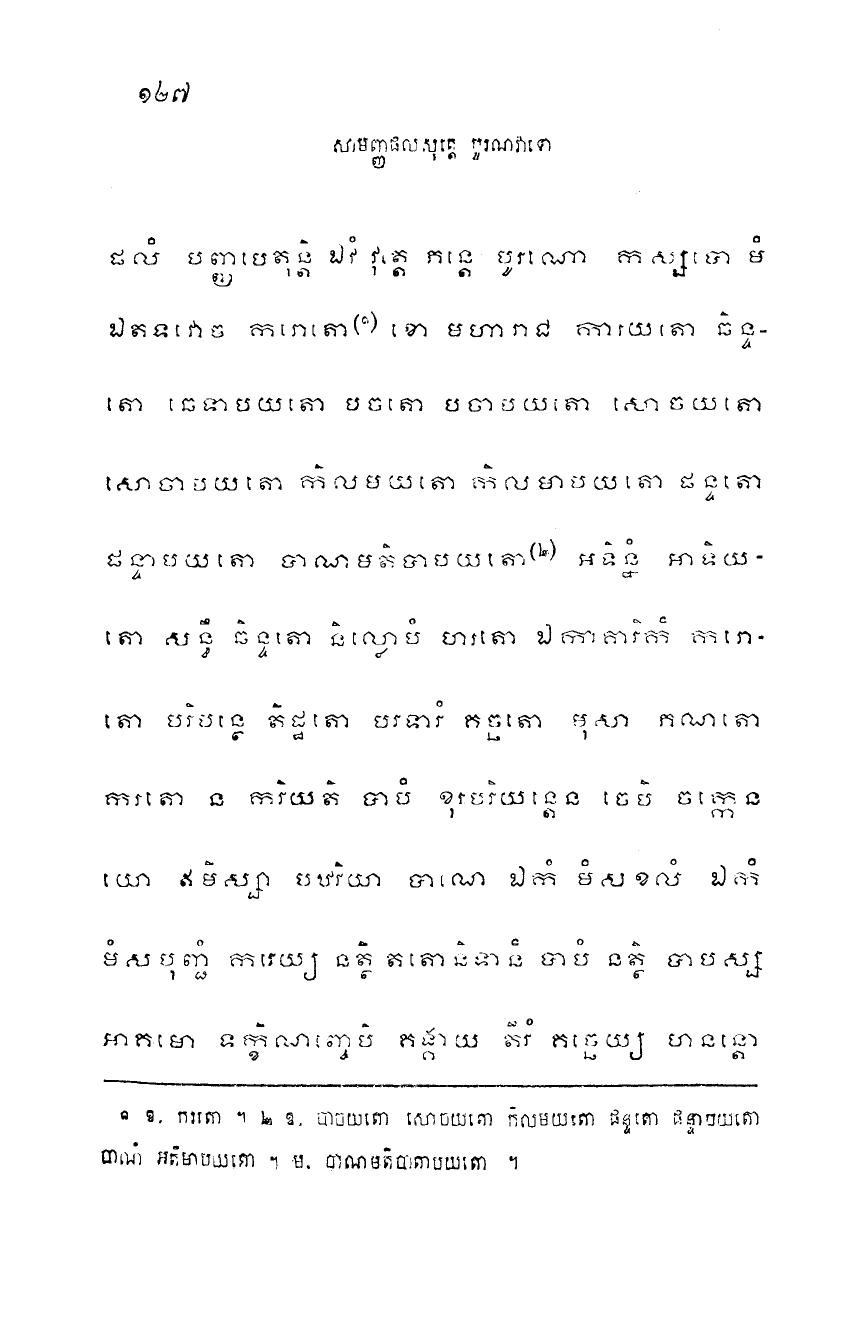 ១២៧
សាមញ្ញផលសុត្តេ បូរណវាទោ
ផលំ បញ្ញបេតុន្តិ ឯវំ វុត្តេ ភន្តេ បូរណោ កស្សបោ មំ
ឯតទវោច ករោតោ(១) ខោ មហារាជ ការយតោ ឆិន្ទ-
តោ ឆេទាបយតោ បចតោ បចាបយតោ សោចយតោ
សោចាបយតោ កិលមយតោ កិលមាបយតោ ផន្ទតោ
ផន្ទាបយតោ បាណមតិបាបយតោ(២) អទិន្នំ អាទិយ-
តោ សន្ធឹ ឆិន្ទតោ និល្លោបំ ហរតោ ឯកាគារិកំ ករោ-
តោ បរិបន្ថេ តិដ្ឋតោ បរទារំ គច្ឆតោ មុសា ភណតោ
ករតោ ន ករិយតិ បាបំ ខុរបរិយន្តេន ចេបិ ចក្កេន
យោ ឥមិស្សា បឋវិយា បាណេ ឯកំ មំសខលំ ឯកំ
មំសបុញ្ជំ ករេយ្យ នត្ថិ តតោនិទានំ បាបំ នត្ថិ បាបស្ស
អាគមោ ទក្ខិណញ្ចេបិ គង្គាយ តីរំ គច្ឆេយ្យ ហនន្តោ
១ ឱ. ករតោ ។ ២ ឱ. បាចយតោ សោចយតោ កិលមយតោ ផន្ទតោ ផន្ទាបយតោ
បាណំ អតិមាបយតោ ។ ម. បាណមតិបាតាបយតោ ។